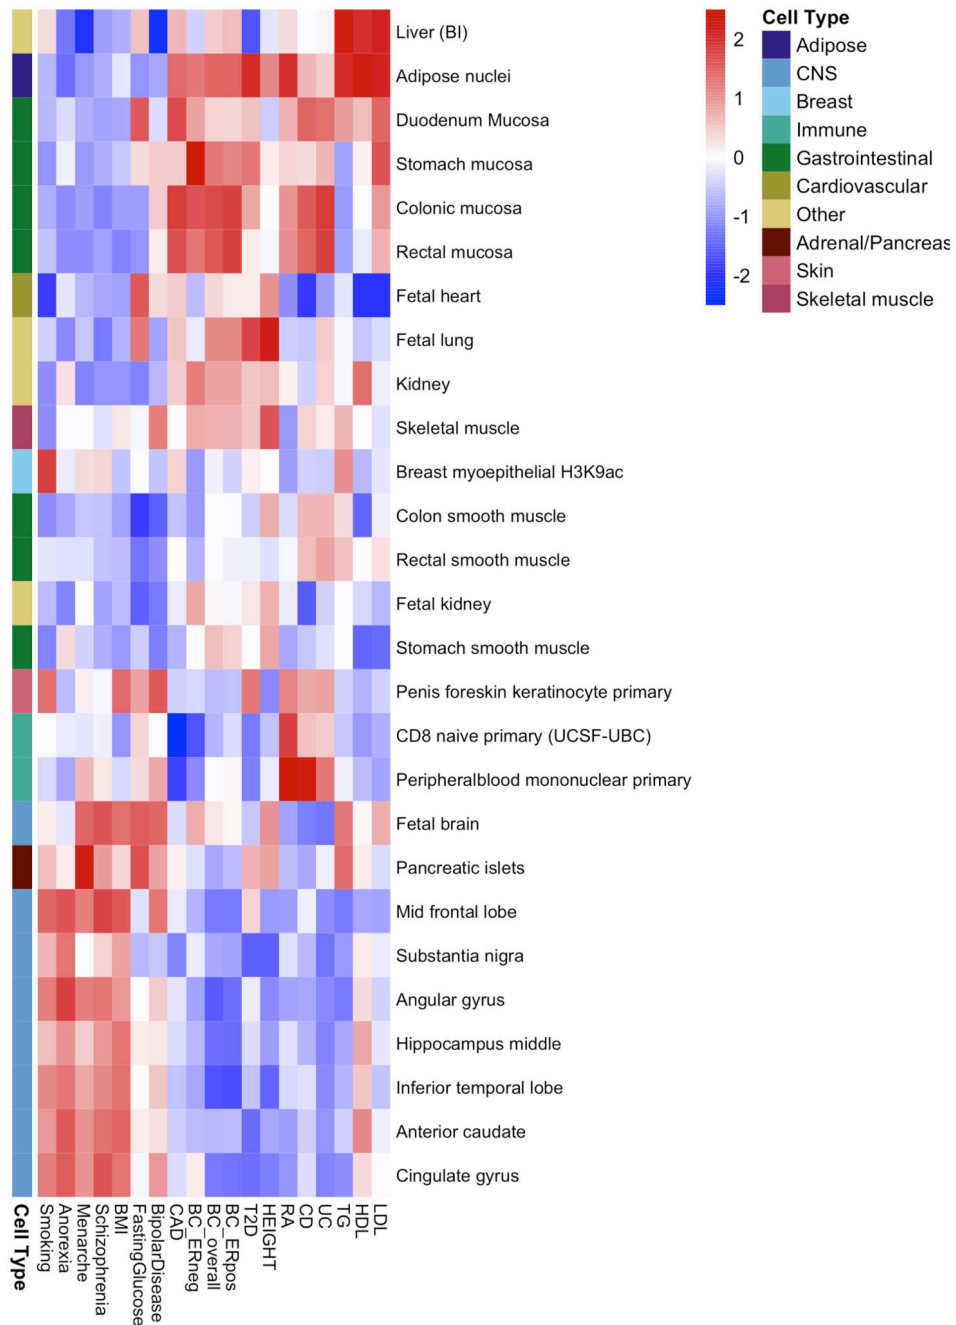 Liver (BI)
Adipose nuclei
Duodenum Mucosa
Stomach mucosa
Colonic mucosa
Rectal mucosa
Fetal heart
Fetal lung
Kidney
Skeletal muscle
Breast myoepithelial H3K9ac
Colon smooth muscle
Rectal smooth muscle
Fetal kidney
Stomach smooth muscle
Penis foreskin keratinocyte primary
CD8 naive primary (UCSF-UBC)
Peripheralblood mononuclear primary
Fetal brain
Pancreatic islets
Mid frontal lobe
Substantia nigra
Angular gyrus
Hippocampus middle
Inferior temporal lobe
Anterior caudate
Cingulate gyrus
2
1
0
-1
-2
Cell Type
Adipose
CNS
Breast
Immune
Gastrointestinal
Cardiovascular
Other
Adrenal/Pancreas
Skin
Skeletal muscle
Cell Type
Smoking
Anorexia
Menarche
Schizophrenia
BMI
FastingGlucose
BipolarDisease
CAD
BC_ERneg
BC_overall
BC_ERpos
T2D
HEIGHT
RA
CD
UC
TG
HDL
LDL